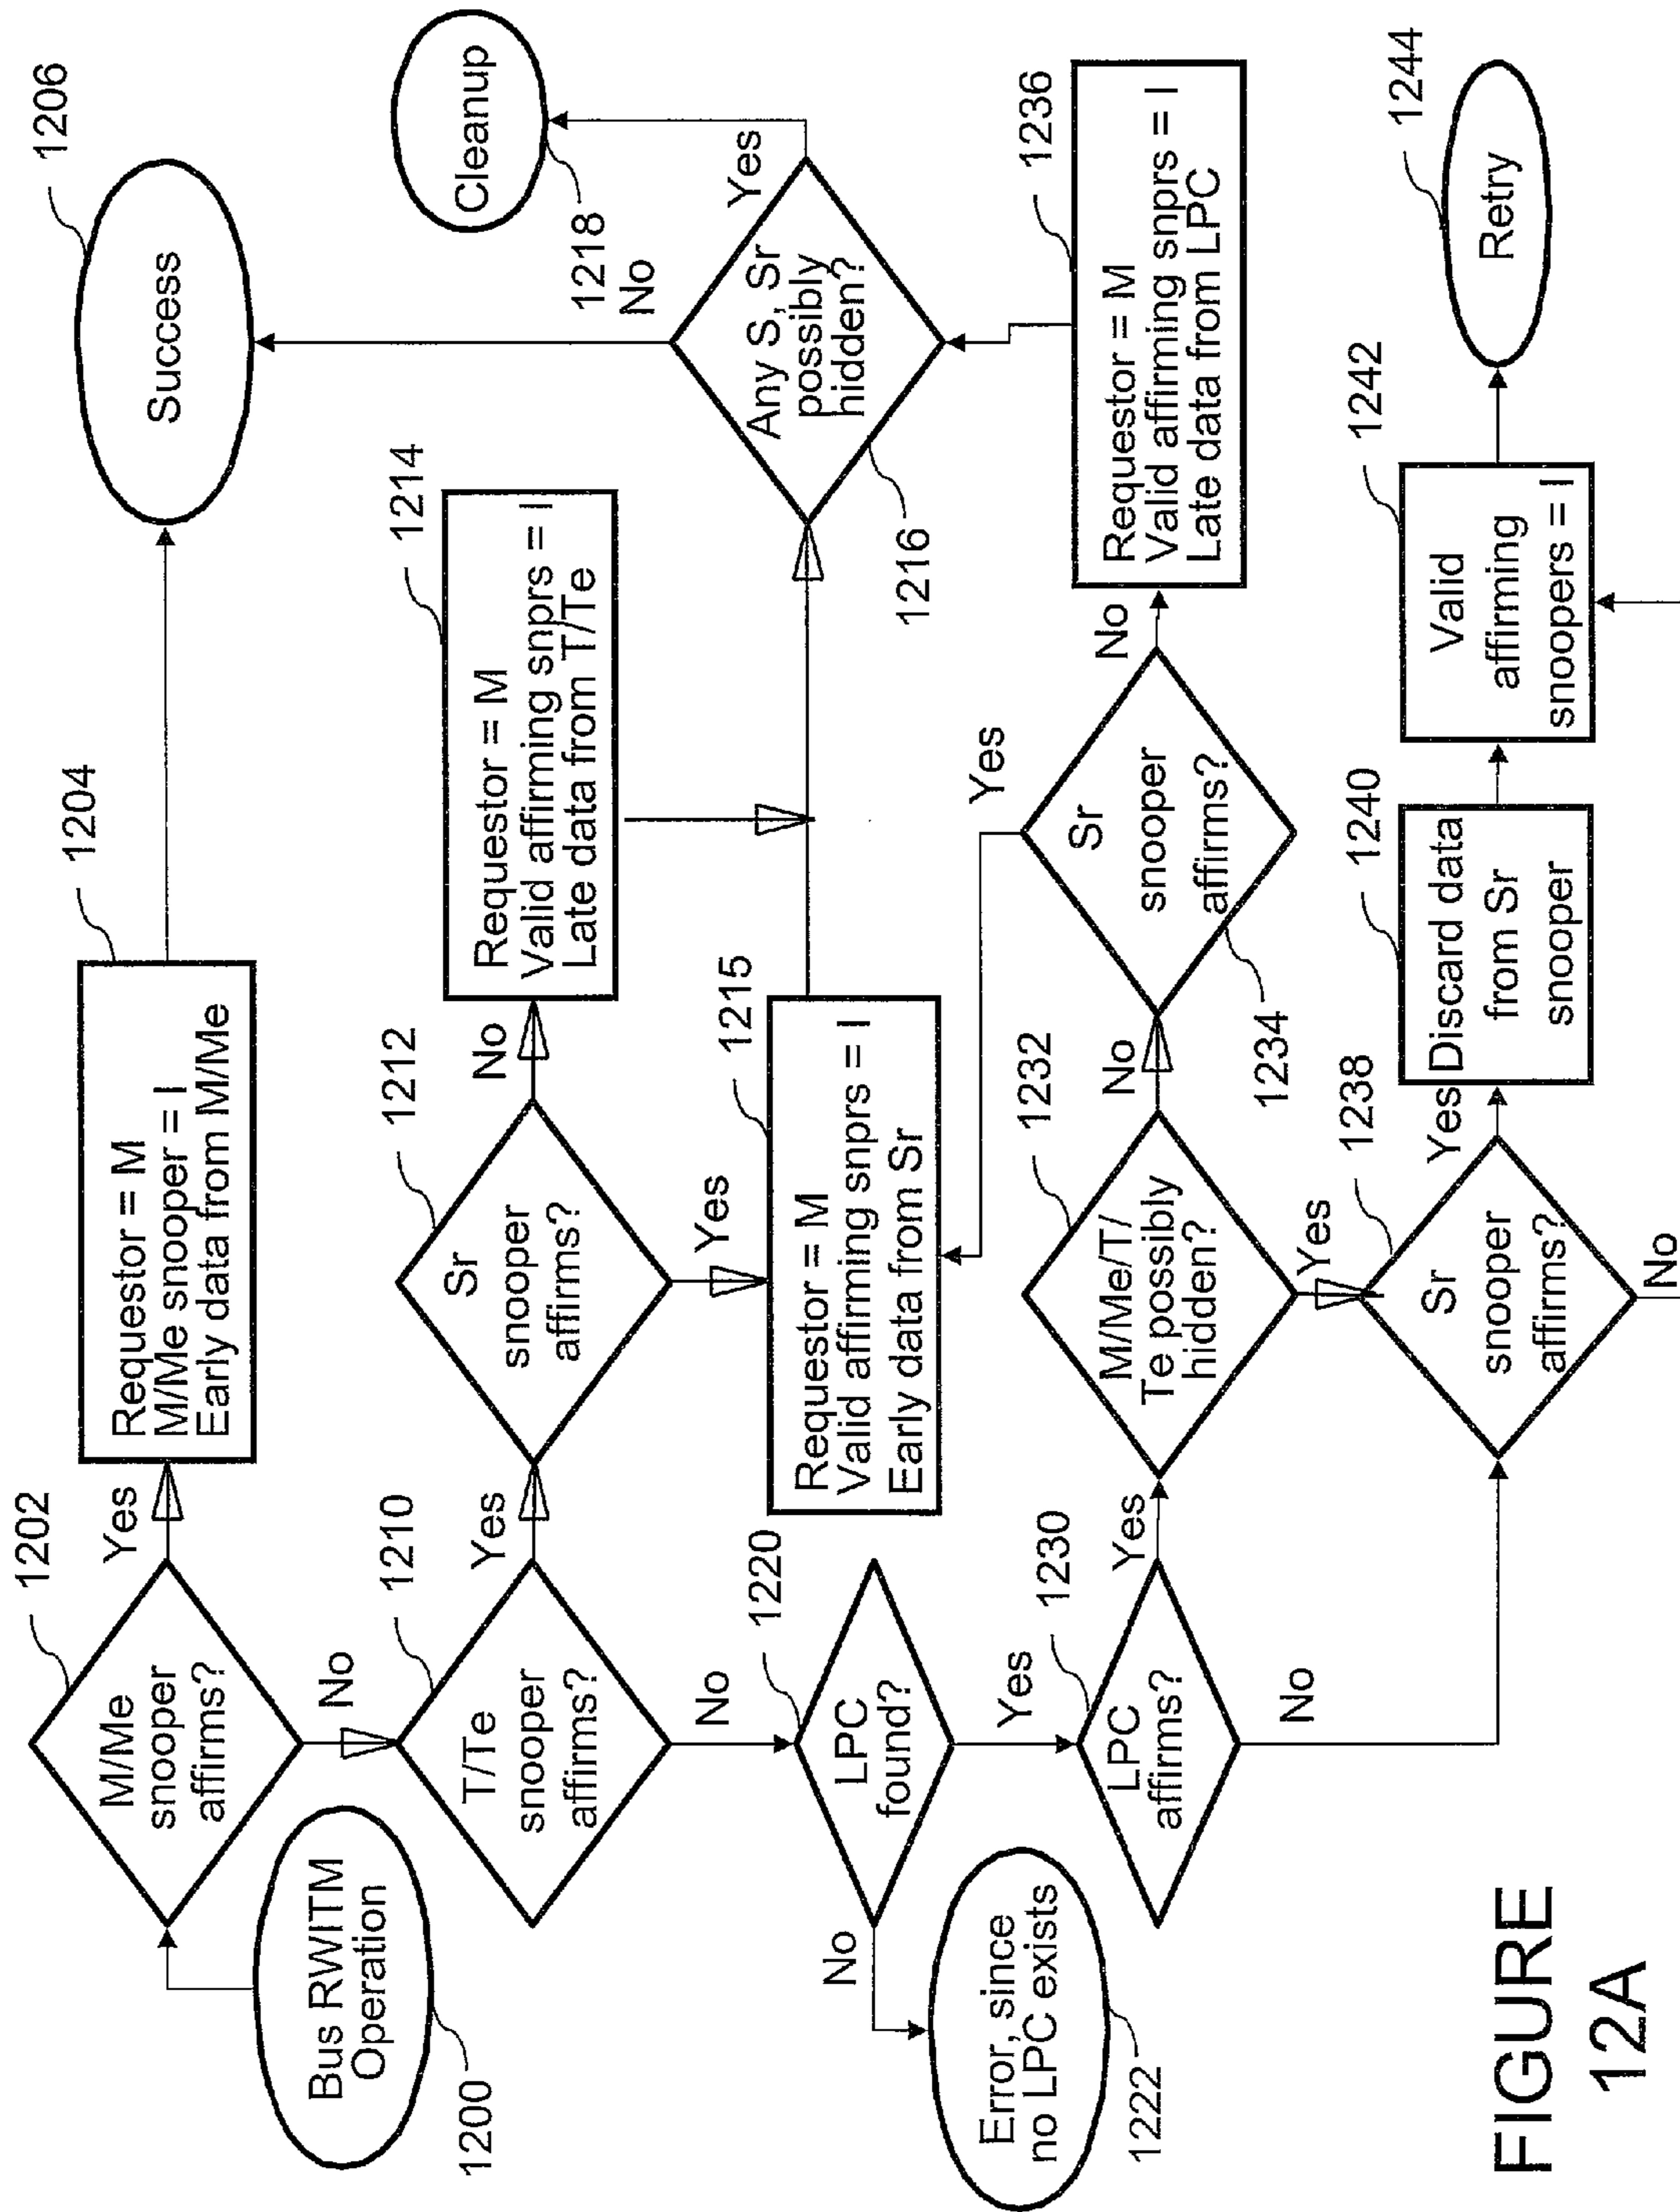 1200
Bus RWITM
Operation
1202
M/Me
snooper
affirms?
Yes
No
1204
Requestor = M
M/Me snooper = I
Early data from M/Me
1206
Success
1210
T/Te
snooper
affirms?
Yes
No
1212
Sr
snooper
affirms?
No
Yes
1214
Requestor = M
Valid affirming snprs = I
Late data from T/Te
1215
Requestor = M
Valid affirming snprs = I
Early data from Sr
1216
Any S, Sr
possibly
hidden?
No
Yes
1218
Cleanup
1220
LPC
found?
No
Yes
1222
Error, since
no LPC exists
1230
LPC
affirms?
Yes
No
1232
M/Me/T/
Te possibly
hidden?
No
Yes
1234
Sr
snooper
affirms?
Yes
No
1236
Requestor = M
Valid affirming snprs = I
Late data from LPC
1238
Sr
snooper
affirms?
Yes
No
1240
Discard data
from Sr
snooper
1242
Valid
affirming
snoopers = I
1244
Retry
FIGURE
12A